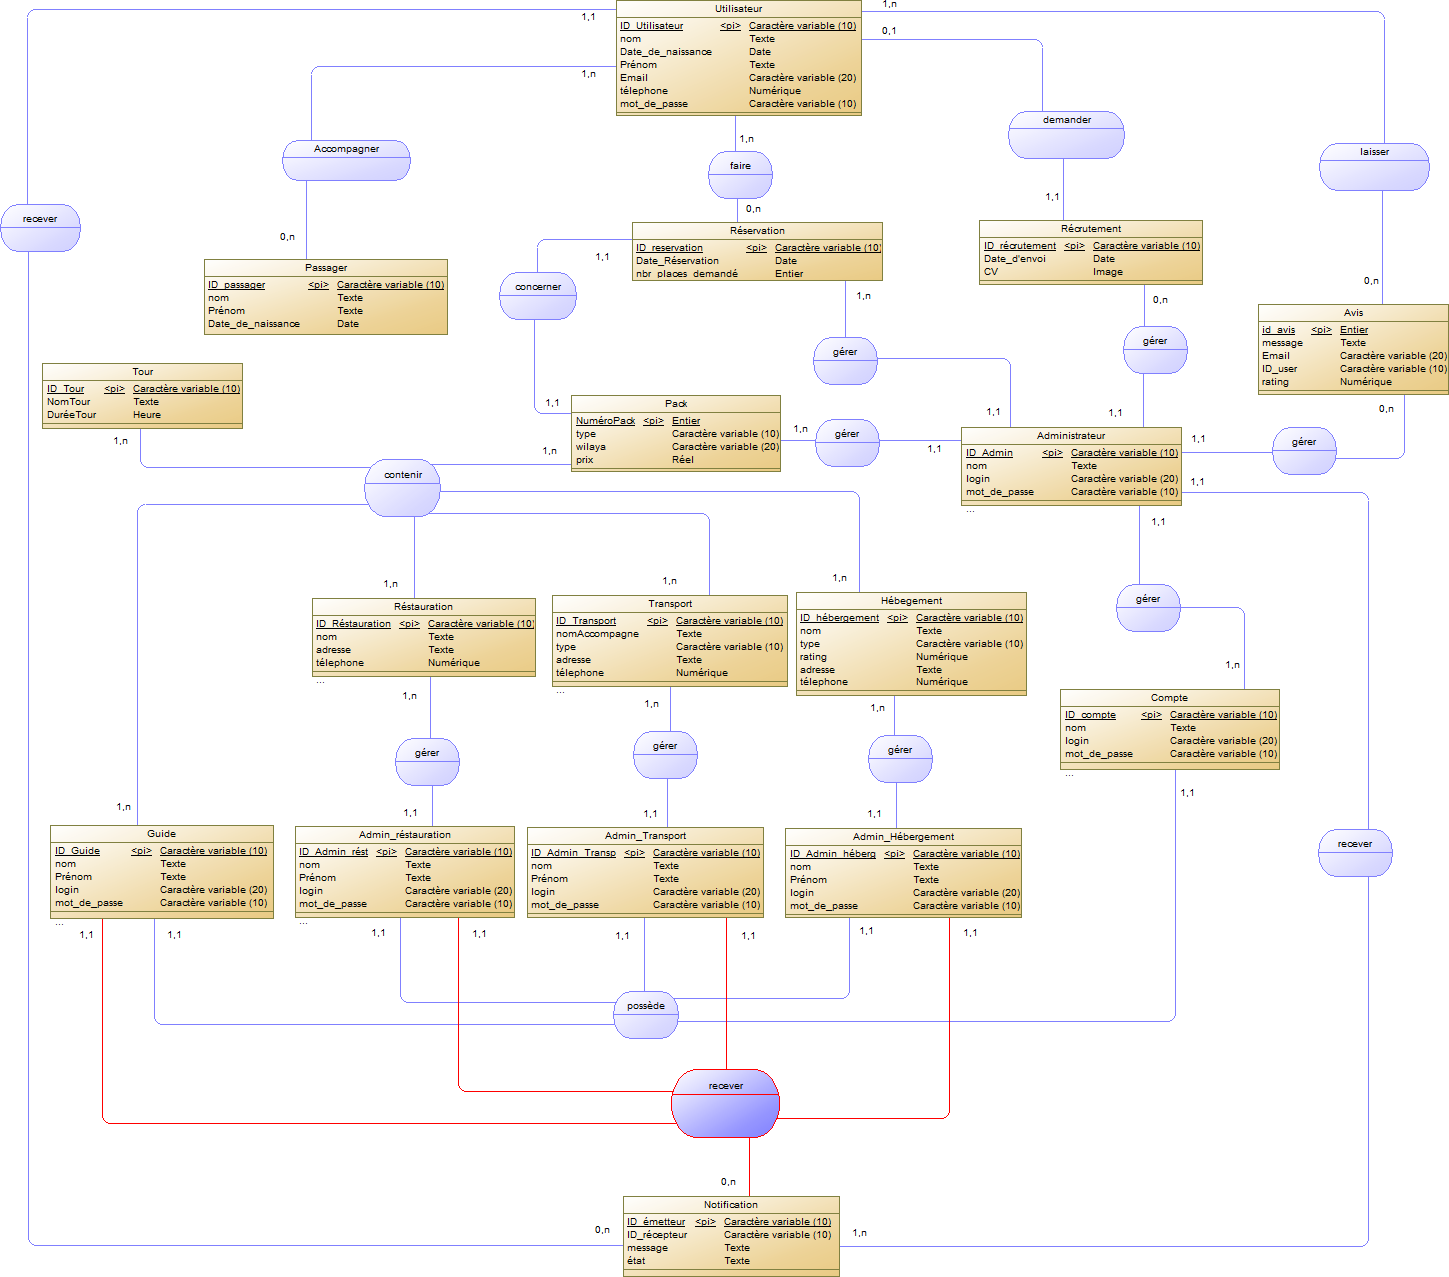 Utilisateur
ID_Utilisateur <pi> Caractère variable (10)
nom Texte
Date_de_naissance Date
Prénom Texte
Email Caractère variable (20)
télephone Numérique
mot_de_passe Caractère variable (10)
1,1
1,n
0,1
1,n
1,n
demander
Accompagner
laisser
faire
recever
0,n
1,1
0,n
0,n
1,1
Réservation
ID_reservation <pi> Caractère variable (10)
Date_Réservation Date
nbr_places_demandé Entier
Récrutement
ID_récrutement <pi> Caractère variable (10)
Date_d'envoi Date
CV Image
Passager
ID_passager <pi> Caractère variable (10)
nom Texte
Prénom Texte
Date_de_naissance Date
concerner
1,n
0,n
0,n
Avis
id_avis <pi> Entier
message Texte
Email Caractère variable (20)
ID_user Caractère variable (10)
rating Numérique
gérer
gérer
Tour
ID_Tour <pi> Caractère variable (10)
NomTour Texte
DuréeTour Heure
1,1
1,1
1,1
0,n
Pack
NuméroPack <pi> Entier
type Caractère variable (10)
wilaya Caractère variable (20)
prix Réel
1,n
gérer
1,1
Administrateur
ID_Admin <pi> Caractère variable (10)
nom Texte
login Caractère variable (20)
mot_de_passe Caractère variable (10)
...
1,1
gérer
1,1
1,n
1,n
contenir
1,1
1,n
1,n
1,n
gérer
Réstauration
ID_Réstauration <pi> Caractère variable (10)
nom Texte
adresse Texte
télephone Numérique
...
Transport
ID_Transport <pi> Caractère variable (10)
nomAccompagne Texte
type Caractère variable (10)
adresse Texte
télephone Numérique
...
Hébegement
ID_hébergement <pi> Caractère variable (10)
nom Texte
type Caractère variable (10)
rating Numérique
adresse Texte
télephone Numérique
1,n
1,n
1,n
1,n
Compte
ID_compte <pi> Caractère variable (10)
nom Texte
login Caractère variable (20)
mot_de_passe Caractère variable (10)
...
gérer
gérer
gérer
1,1
1,n
1,1
1,1
1,1
Guide
ID_Guide <pi> Caractère variable (10)
nom Texte
Prénom Texte
login Caractère variable (20)
mot_de_passe Caractère variable (10)
...
Admin_réstauration
ID_Admin_rést <pi> Caractère variable (10)
nom Texte
Prénom Texte
login Caractère variable (20)
mot_de_passe Caractère variable (10)
...
Admin_Transport
ID_Admin_Transp <pi> Caractère variable (10)
nom Texte
Prénom Texte
login Caractère variable (20)
mot_de_passe Caractère variable (10)
Admin_Hébergement
ID_Admin_héberg <pi> Caractère variable (10)
nom Texte
Prénom Texte
login Caractère variable (20)
mot_de_passe Caractère variable (10)
recever
1,1
1,1
1,1
1,1
1,1
1,1
1,1
1,1
possède
recever
0,n
0,n
1,n
Notification
ID_émetteur <pi> Caractère variable (10)
ID_récepteur Caractère variable (10)
message Texte
état Texte